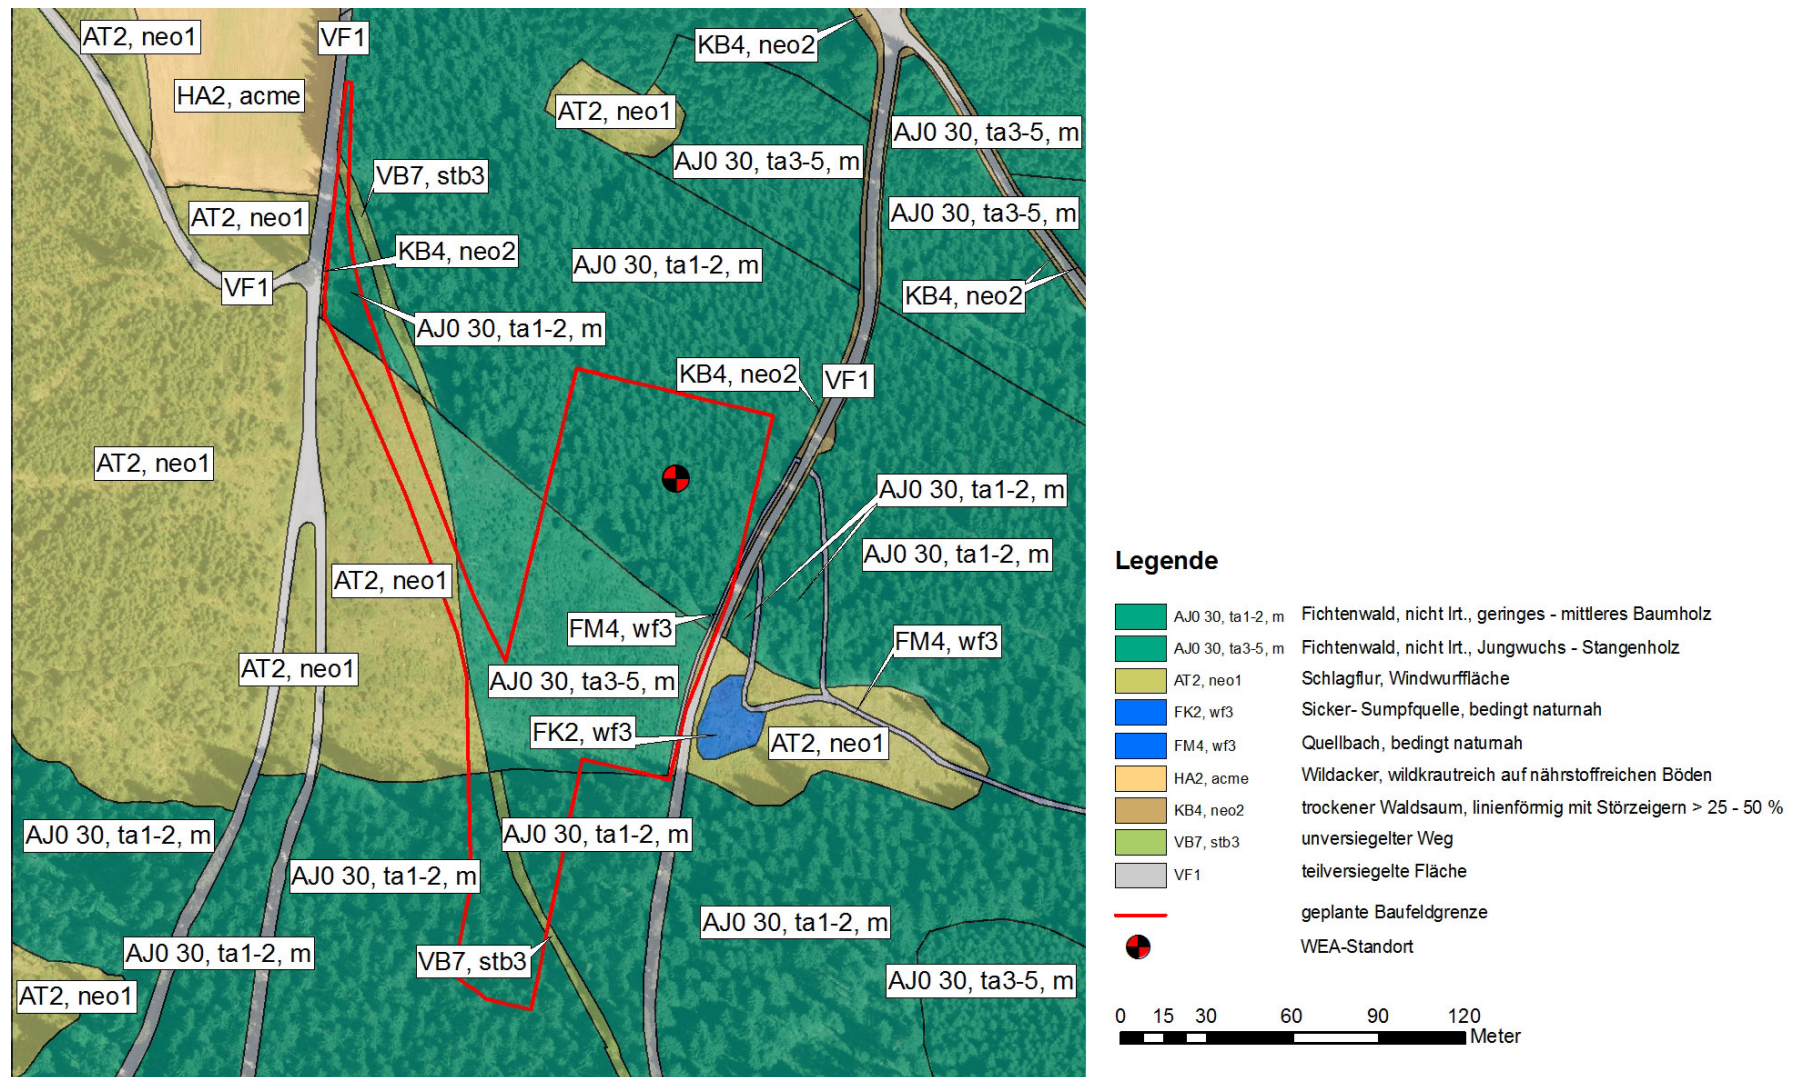 AT2, neo1
VF1
KB4, neo2
HA2, acme
AT2, neo1
AJ0 30, ta3-5, m
AJ0 30, ta3-5, m
VB7, stb3
AT2, neo1
AJ0 30, ta3-5, m
KB4, neo2
AJ0 30, ta1-2, m
VF1
KB4, neo2
AJ0 30, ta1-2, m
KB4, neo2
VF1
AT2, neo1
AJ0 30, ta1-2, m
AJ0 30, ta1-2, m
AT2, neo1
FM4, wf3
FM4, wf3
AT2, neo1
AJ0 30, ta3-5, m
FK2, wf3
AT2, neo1
AJ0 30, ta1-2, m
AJ0 30, ta1-2, m
AJ0 30, ta1-2, m
AJ0 30, ta1-2, m
AJ0 30, ta1-2, m
VB7, stb3
AJ0 30, ta3-5, m
AT2, neo1
Legende
AJ0 30, ta1-2, m Fichtenwald, nicht lrt., geringes - mittleres Baumholz
AJ0 30, ta3-5, m Fichtenwald, nicht lrt., Jungwuchs - Stangenholz
AT2, neo1 Schlagflur, Windwurffläche
FK2, wf3 Sicker- Sumpfquelle, bedingt naturnah
FM4, wf3 Quellbach, bedingt naturnah
HA2, acme Wildacker, wildkrautreich auf nährstoffreichen Böden
KB4, neo2 trockener Waldsaum, linienförmig mit Störzeigern > 25 - 50 %
VB7, stb3 unversiegelter Weg
VF1 teilversiegelte Fläche
geplante Baufeldgrenze
WEA-Standort
0 15 30 60 90 120
Meter